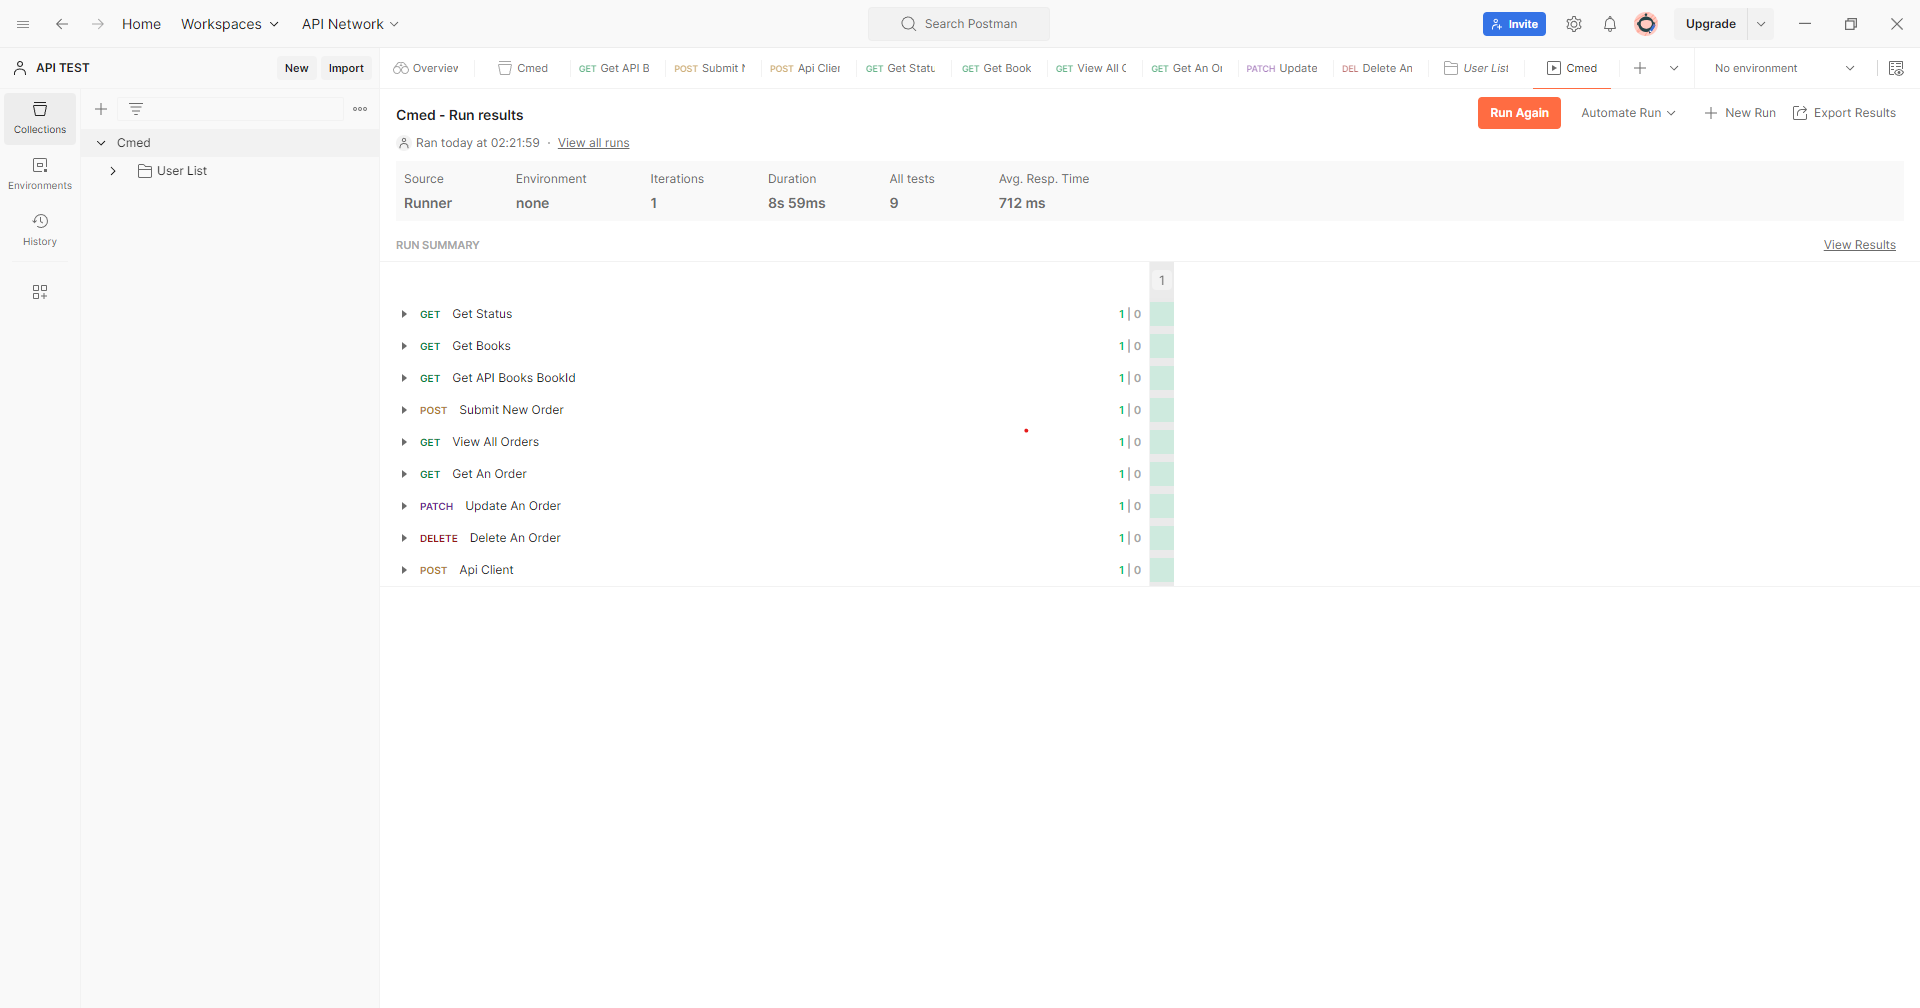 Home Workspaces API Network Search Postman Invite Upgrade
API TEST New Import Overview Cmed GET Get API B POST Submit POST Api Clier GET Get Statu GET Get Book GET View All GET Get An Or PATCH Update DEL Delete An User List Cmed No environment
Collections
Environments
History
Cmed
User List
Cmed - Run results
Run Again Automate Run New Run Export Results
Ran today at 02:21:59 · View all runs
Source Environment Iterations Duration All tests Avg. Resp. Time
Runner none 1 8s 59ms 9 712 ms
RUN SUMMARY View Results
1
GET Get Status 1 | 0
GET Get Books 1 | 0
GET Get API Books BookId 1 | 0
POST Submit New Order 1 | 0
GET View All Orders 1 | 0
GET Get An Order 1 | 0
PATCH Update An Order 1 | 0
DELETE Delete An Order 1 | 0
POST Api Client 1 | 0